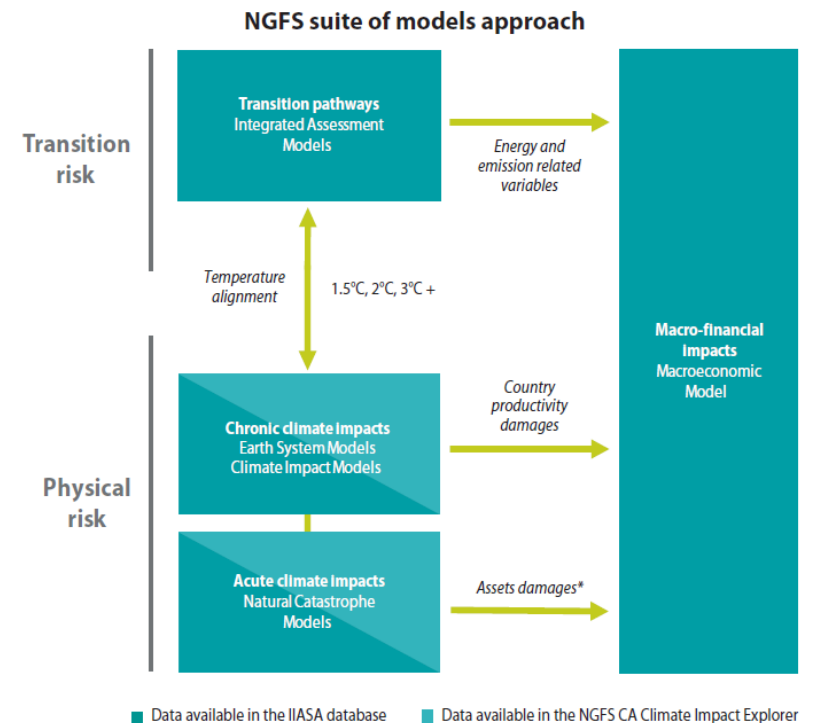 NGFS suite of models approach
Transition
risk
Transition pathways
Integrated Assessment
Models
Energy and
emission related
variables
Temperature
alignment
1.5⁰C, 2⁰C, 3⁰C +
Macro-financial
impacts
Macroeconomic
Model
Physical
risk
Chronic climate impacts
Earth System Models
Climate Impact Models
Country
productivity
damages
Acute climate impacts
Natural Catastrophe
Models
Assets damages*
Data available in the IIASA database
Data available in the NGFS CA Climate Impact Explorer